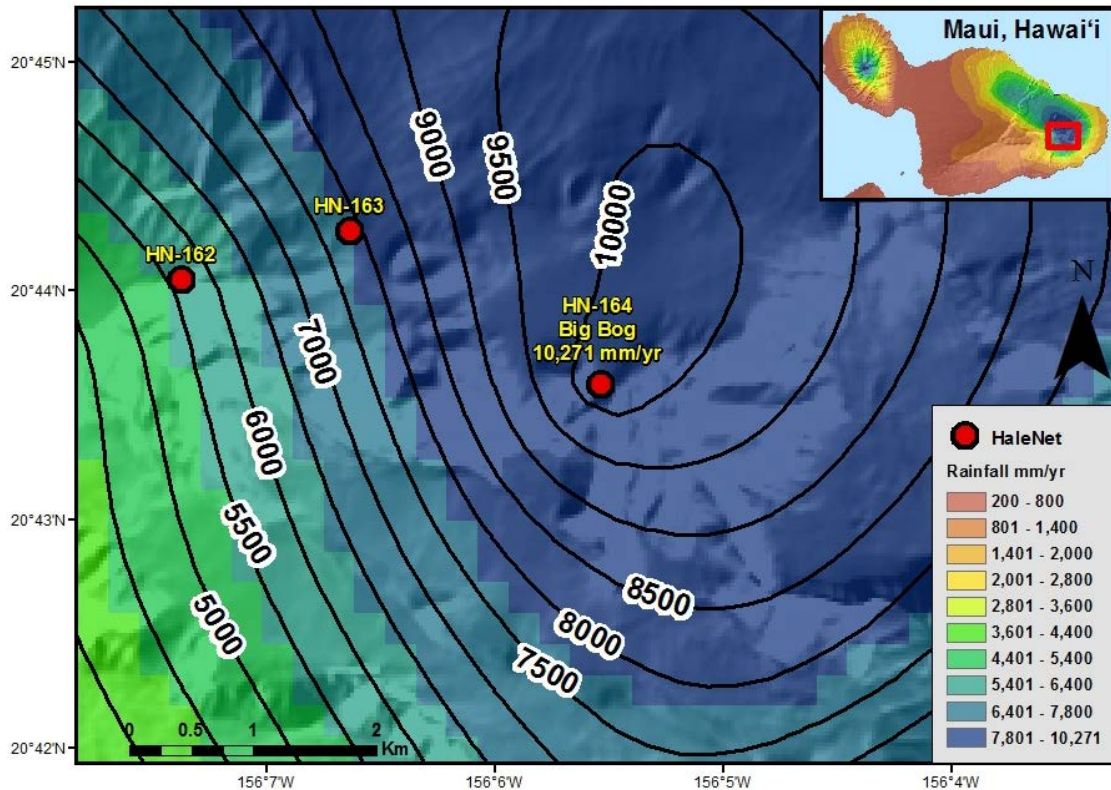 Maui, Hawaiʻi
20°45'N
20°44'N
20°43'N
20°42'N
156°7'W
156°6'W
156°5'W
156°4'W
9000
9500
10000
HN-163
HN-162
HN-164
Big Bog
10,271 mm/yr
7000
6000
5500
5000
8500
8000
7500
N
0 1 2
Km
HaleNet
Rainfall mm/yr
200 - 800
801 - 1,400
1,401 - 2,000
2,001 - 2,800
2,801 - 3,600
3,601 - 4,400
4,401 - 5,400
5,401 - 6,400
6,401 - 7,800
7,801 - 10,271